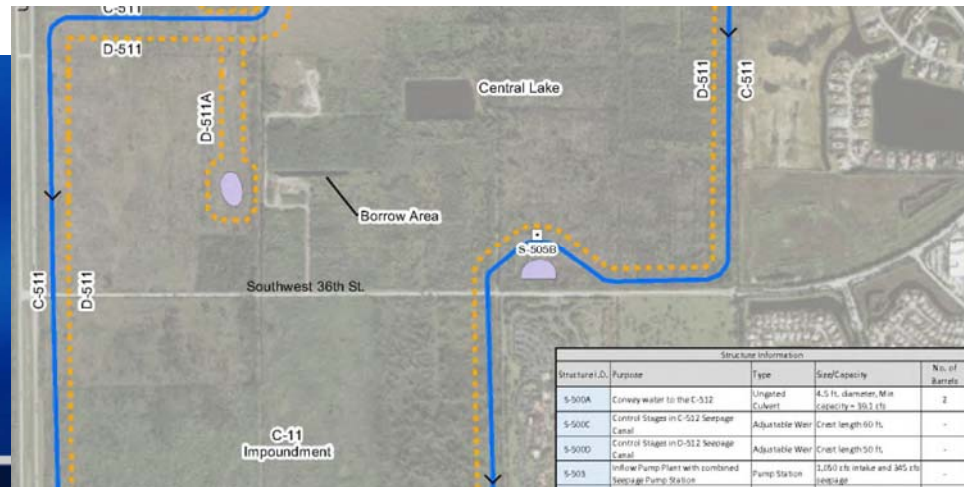 C-511
D-511
D-511A
Central Lake
D-511
C-511
Borrow Area
S-505B
C-511
D-511
Southwest 36th St.
C-11
Impoundment
Structure Information
Structure I.D. Purpose Type Size/Capacity No. of Barrels
S-500A Convey water to the C-512 Ungated Culvert 4.5 ft. diameter, Min capacity = 39.1 cfs 2
S-500C Control Stages in C-512 Seepage Canal Adjustable Weir Crest length 60 ft. -
S-500D Control Stages in D-512 Seepage Canal Adjustable Weir Crest length 50 ft. -
S-503 Inflow Pump Plant with combined Seepage Pump Station Pump Station 1,050 cfs intake and 345 cfs seepage -